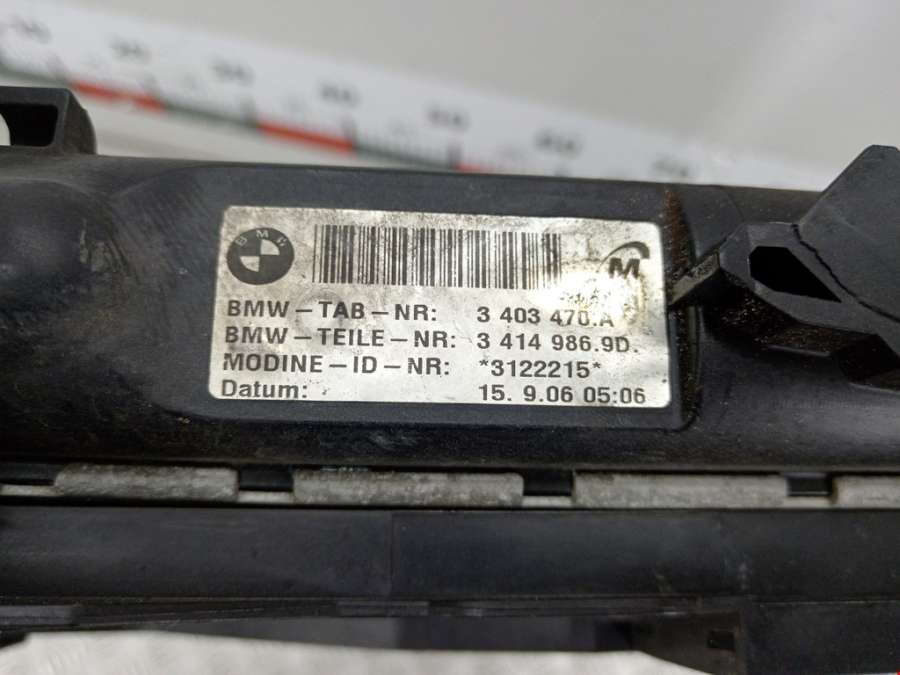 BMW
M
BMW-TAB-NR: 3 403 470.A
BMW-TEILE-NR: 3 414 986.9D.
MODINE-ID-NR: *3122215*
Datum: 15. 9.06 05:06